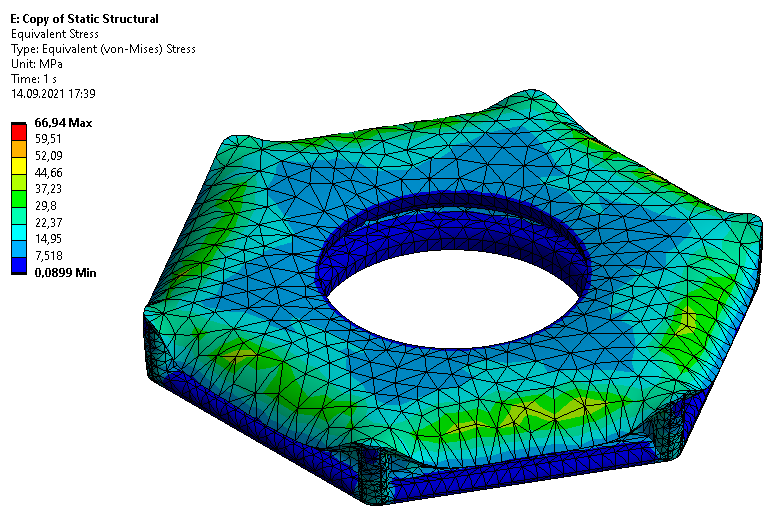 E: Copy of Static Structural
Equivalent Stress
Type: Equivalent (von-Mises) Stress
Unit: MPa
Time: 1 s
14.09.2021 17:39
66,94 Max
59,51
52,09
44,66
37,23
29,8
22,37
14,95
7,518
0,0899 Min